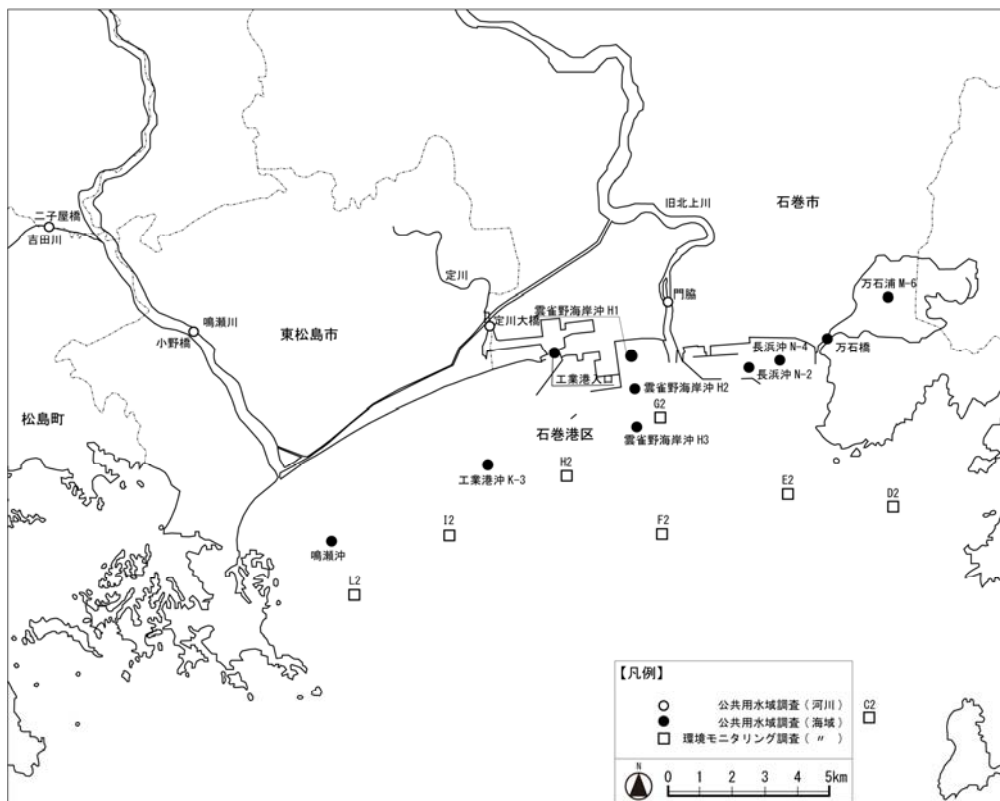 旧北上川
石巻市
二子屋橋
吉田川
定川
万石浦 M-6
門脇
鳴瀬川
小野橋
東松島市
定川大橋
雲雀野海岸沖 H1
万石橋
長浜沖 N-4
長浜沖 N-2
工業港入口
雲雀野海岸沖 H2
G2
松島町
石巻港区
雲雀野海岸沖 H3
H2
工業港沖 K-3
E2
D2
I2
F2
鳴瀬沖
L2
【凡例】
公共用水域調査(河川)
公共用水域調査(海域)
環境モニタリング調査( 〃 )
C2
N
0 1 2 3 4 5km